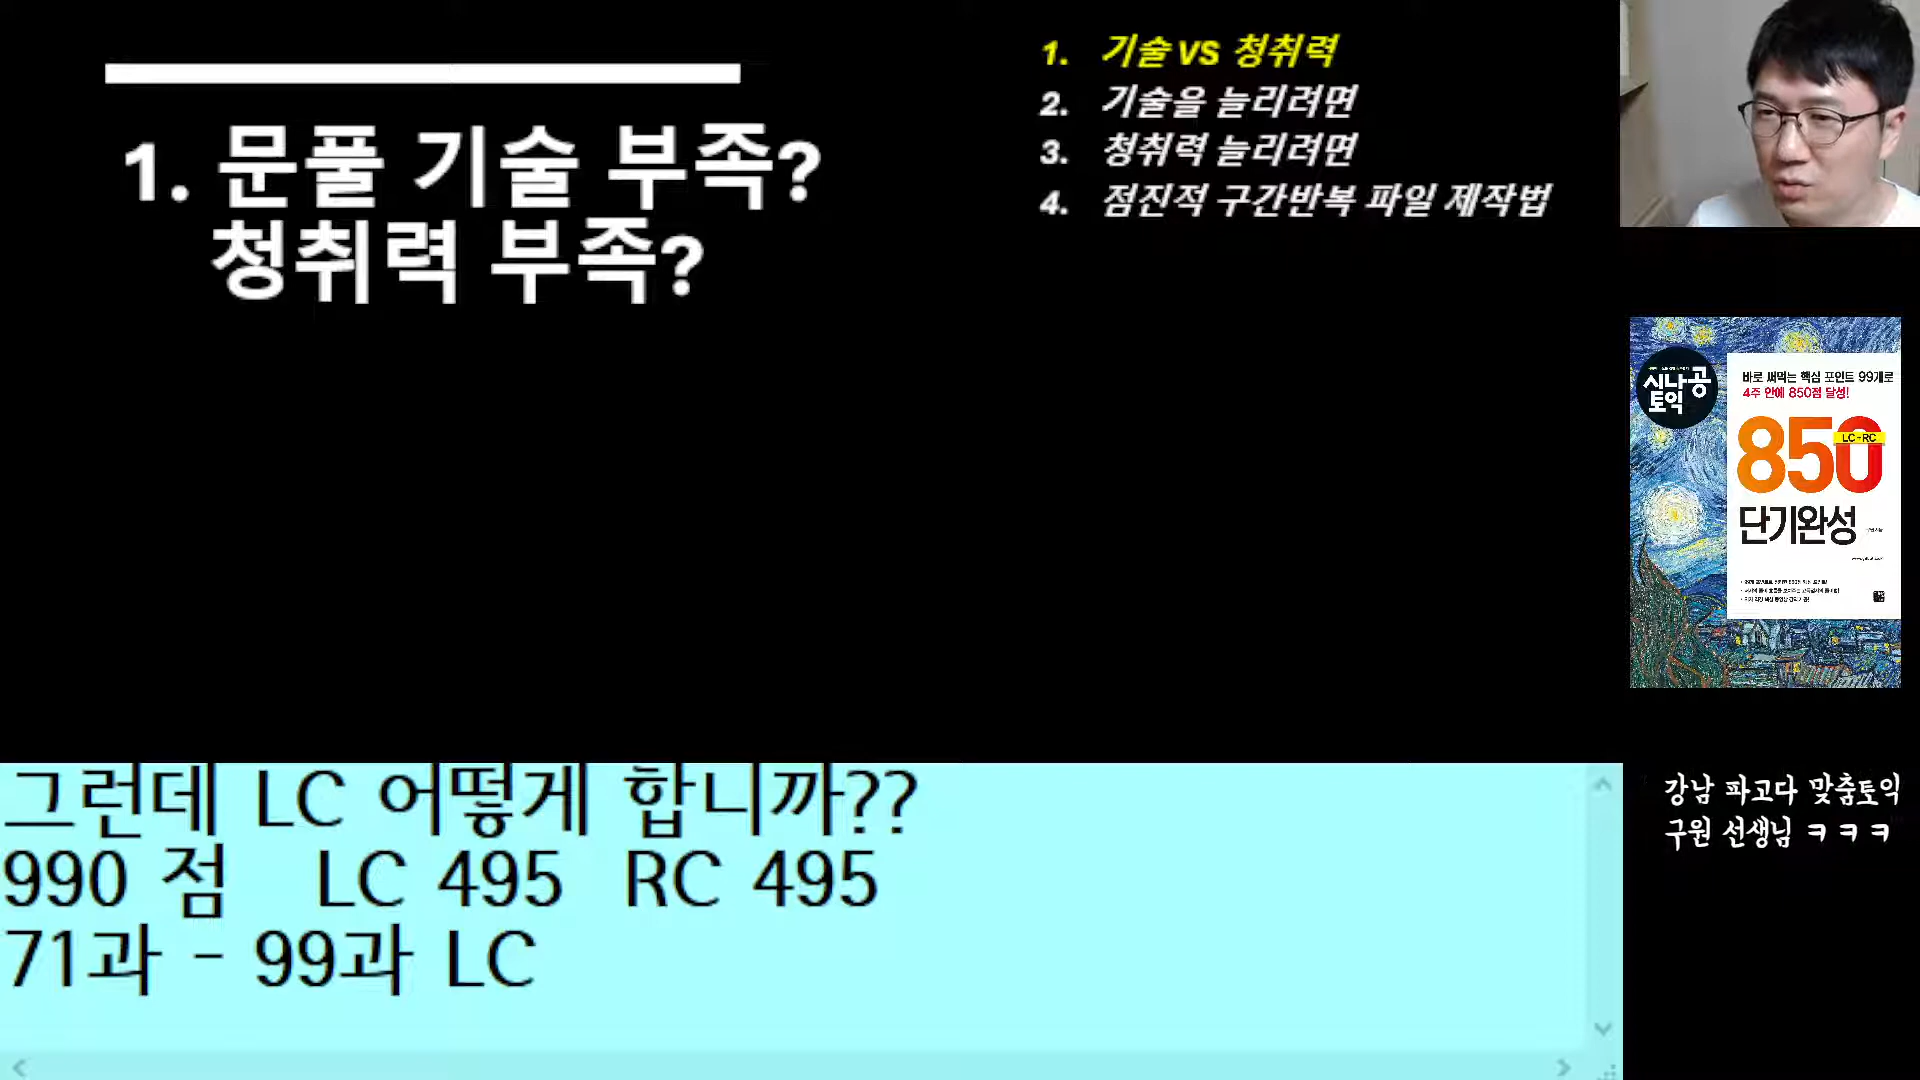 1. 문풀 기술 부족?
청취력 부족?
1. 기술 VS 청취력
2. 기술을 늘리려면
3. 청취력 늘리려면
4. 점진적 구간반복 파일 제작법
시나공
토익
바로 써먹는 핵심 포인트 99개로
4주 안에 850점 달성!
850
LC+RC
단기완성
강남 파고다 맞춤토익
구원 선생님 ㅋㅋㅋ
그런데 LC 어떻게 합니까??
990 점 LC 495 RC 495
71과 - 99과 LC